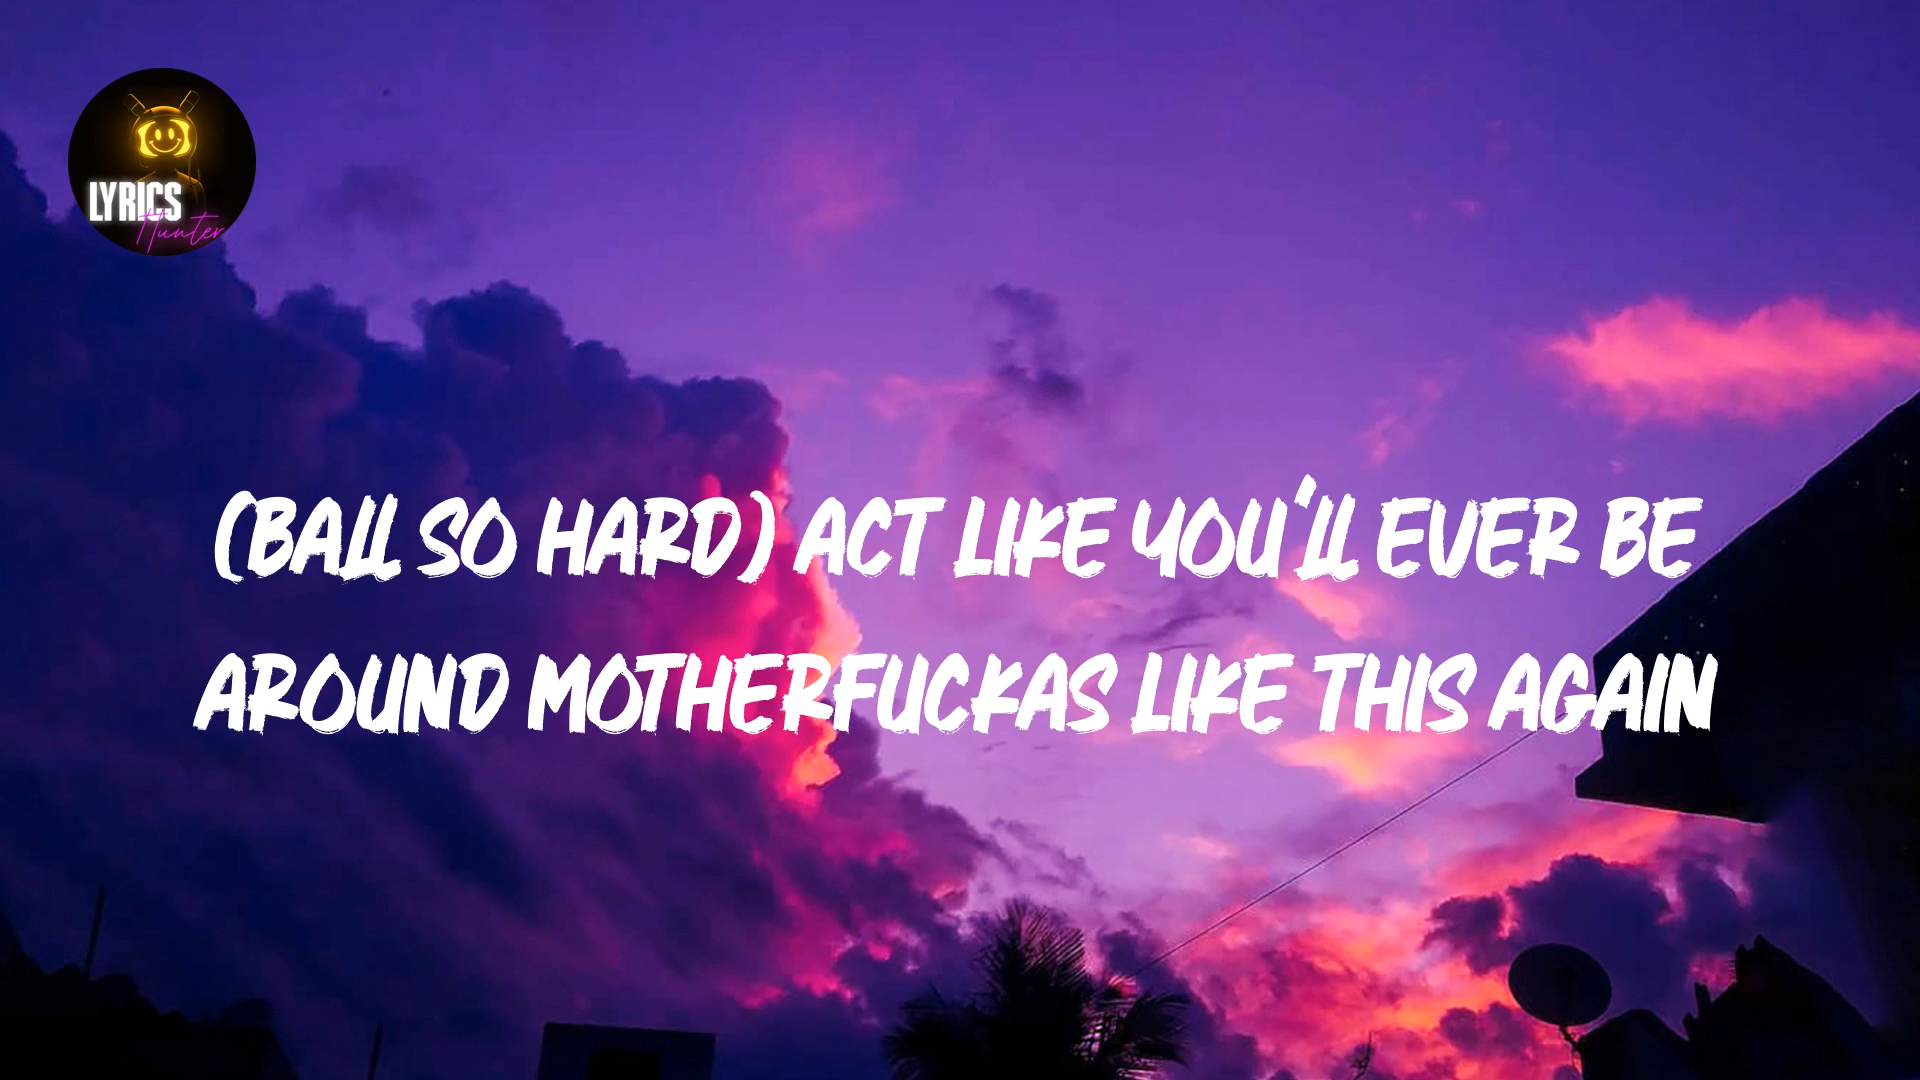 LYRICS
Hunter
(BALL SO HARD) ACT LIKE YOU'LL EVER BE
AROUND MOTHERFUCKAS LIKE THIS AGAIN